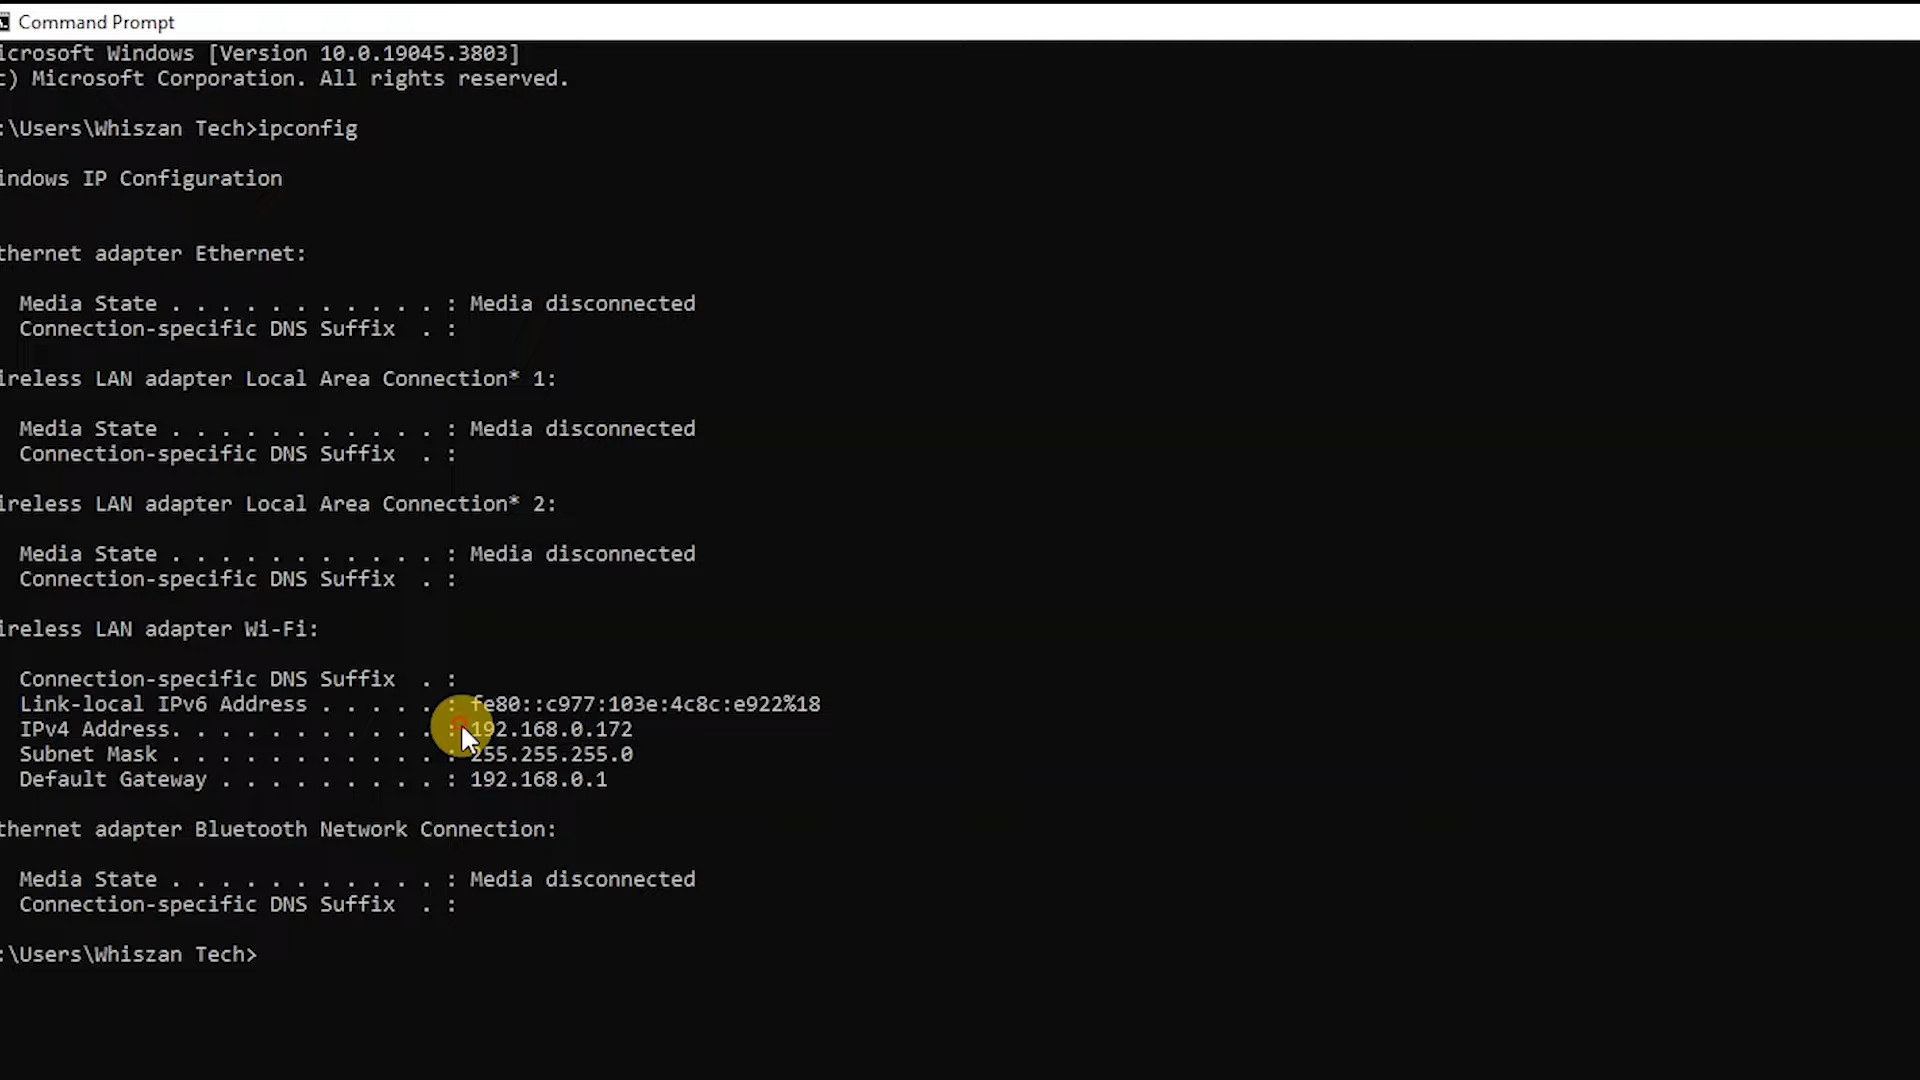 Command Prompt
icrosoft Windows [Version 10.0.19045.3803]
c) Microsoft Corporation. All rights reserved.
:\Users\Whiszan Tech>ipconfig
indows IP Configuration
thernet adapter Ethernet:
Media State . . . . . . . . . . . : Media disconnected
Connection-specific DNS Suffix  . :
ireless LAN adapter Local Area Connection* 1:
Media State . . . . . . . . . . . : Media disconnected
Connection-specific DNS Suffix  . :
ireless LAN adapter Local Area Connection* 2:
Media State . . . . . . . . . . . : Media disconnected
Connection-specific DNS Suffix  . :
ireless LAN adapter Wi-Fi:
Connection-specific DNS Suffix  . :
Link-local IPv6 Address . . . . . : fe80::c977:103e:4c8c:e922%18
IPv4 Address. . . . . . . . . . . : 192.168.0.172
Subnet Mask . . . . . . . . . . . : 255.255.255.0
Default Gateway . . . . . . . . . : 192.168.0.1
thernet adapter Bluetooth Network Connection:
Media State . . . . . . . . . . . : Media disconnected
Connection-specific DNS Suffix  . :
:\Users\Whiszan Tech>